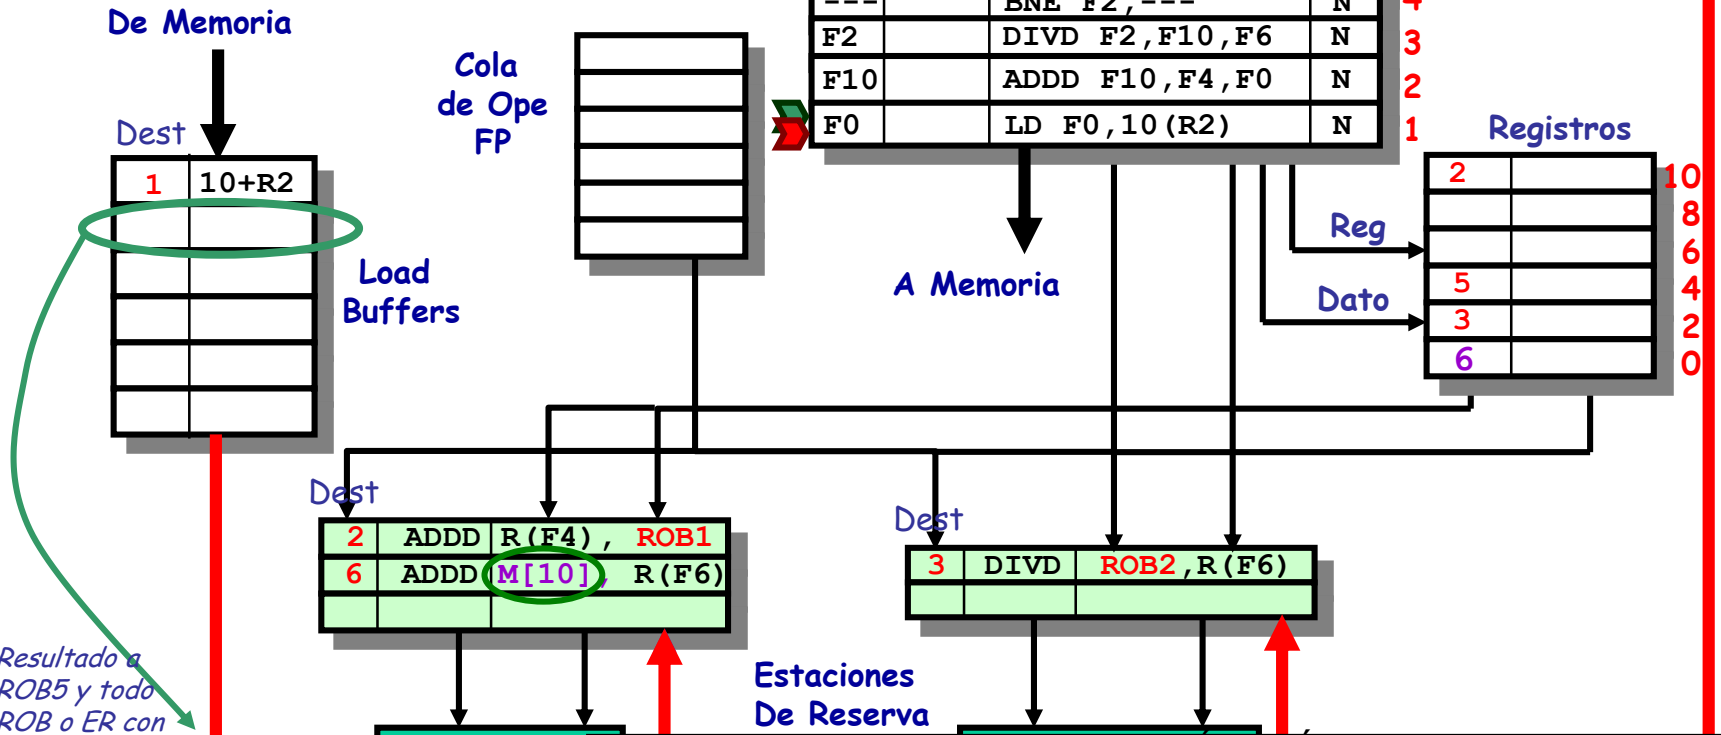 De Memoria
Dest
1 10+R2
Load
Buffers
Cola
de Ope
FP
--- BNE F2,--- N 4
F2 DIVD F2,F10,F6 N 3
F10 ADDD F10,F4,F0 N 2
F0 LD F0,10(R2) N 1
A Memoria
Registros
2 10
8
6
5 4
3 2
6 0
Reg
Dato
Dest
2 ADDD R(F4), ROB1
6 ADDD M[10], R(F6)
Dest
3 DIVD ROB2,R(F6)
Estaciones
De Reserva
Resultado a
ROB5 y todo
ROB o ER con